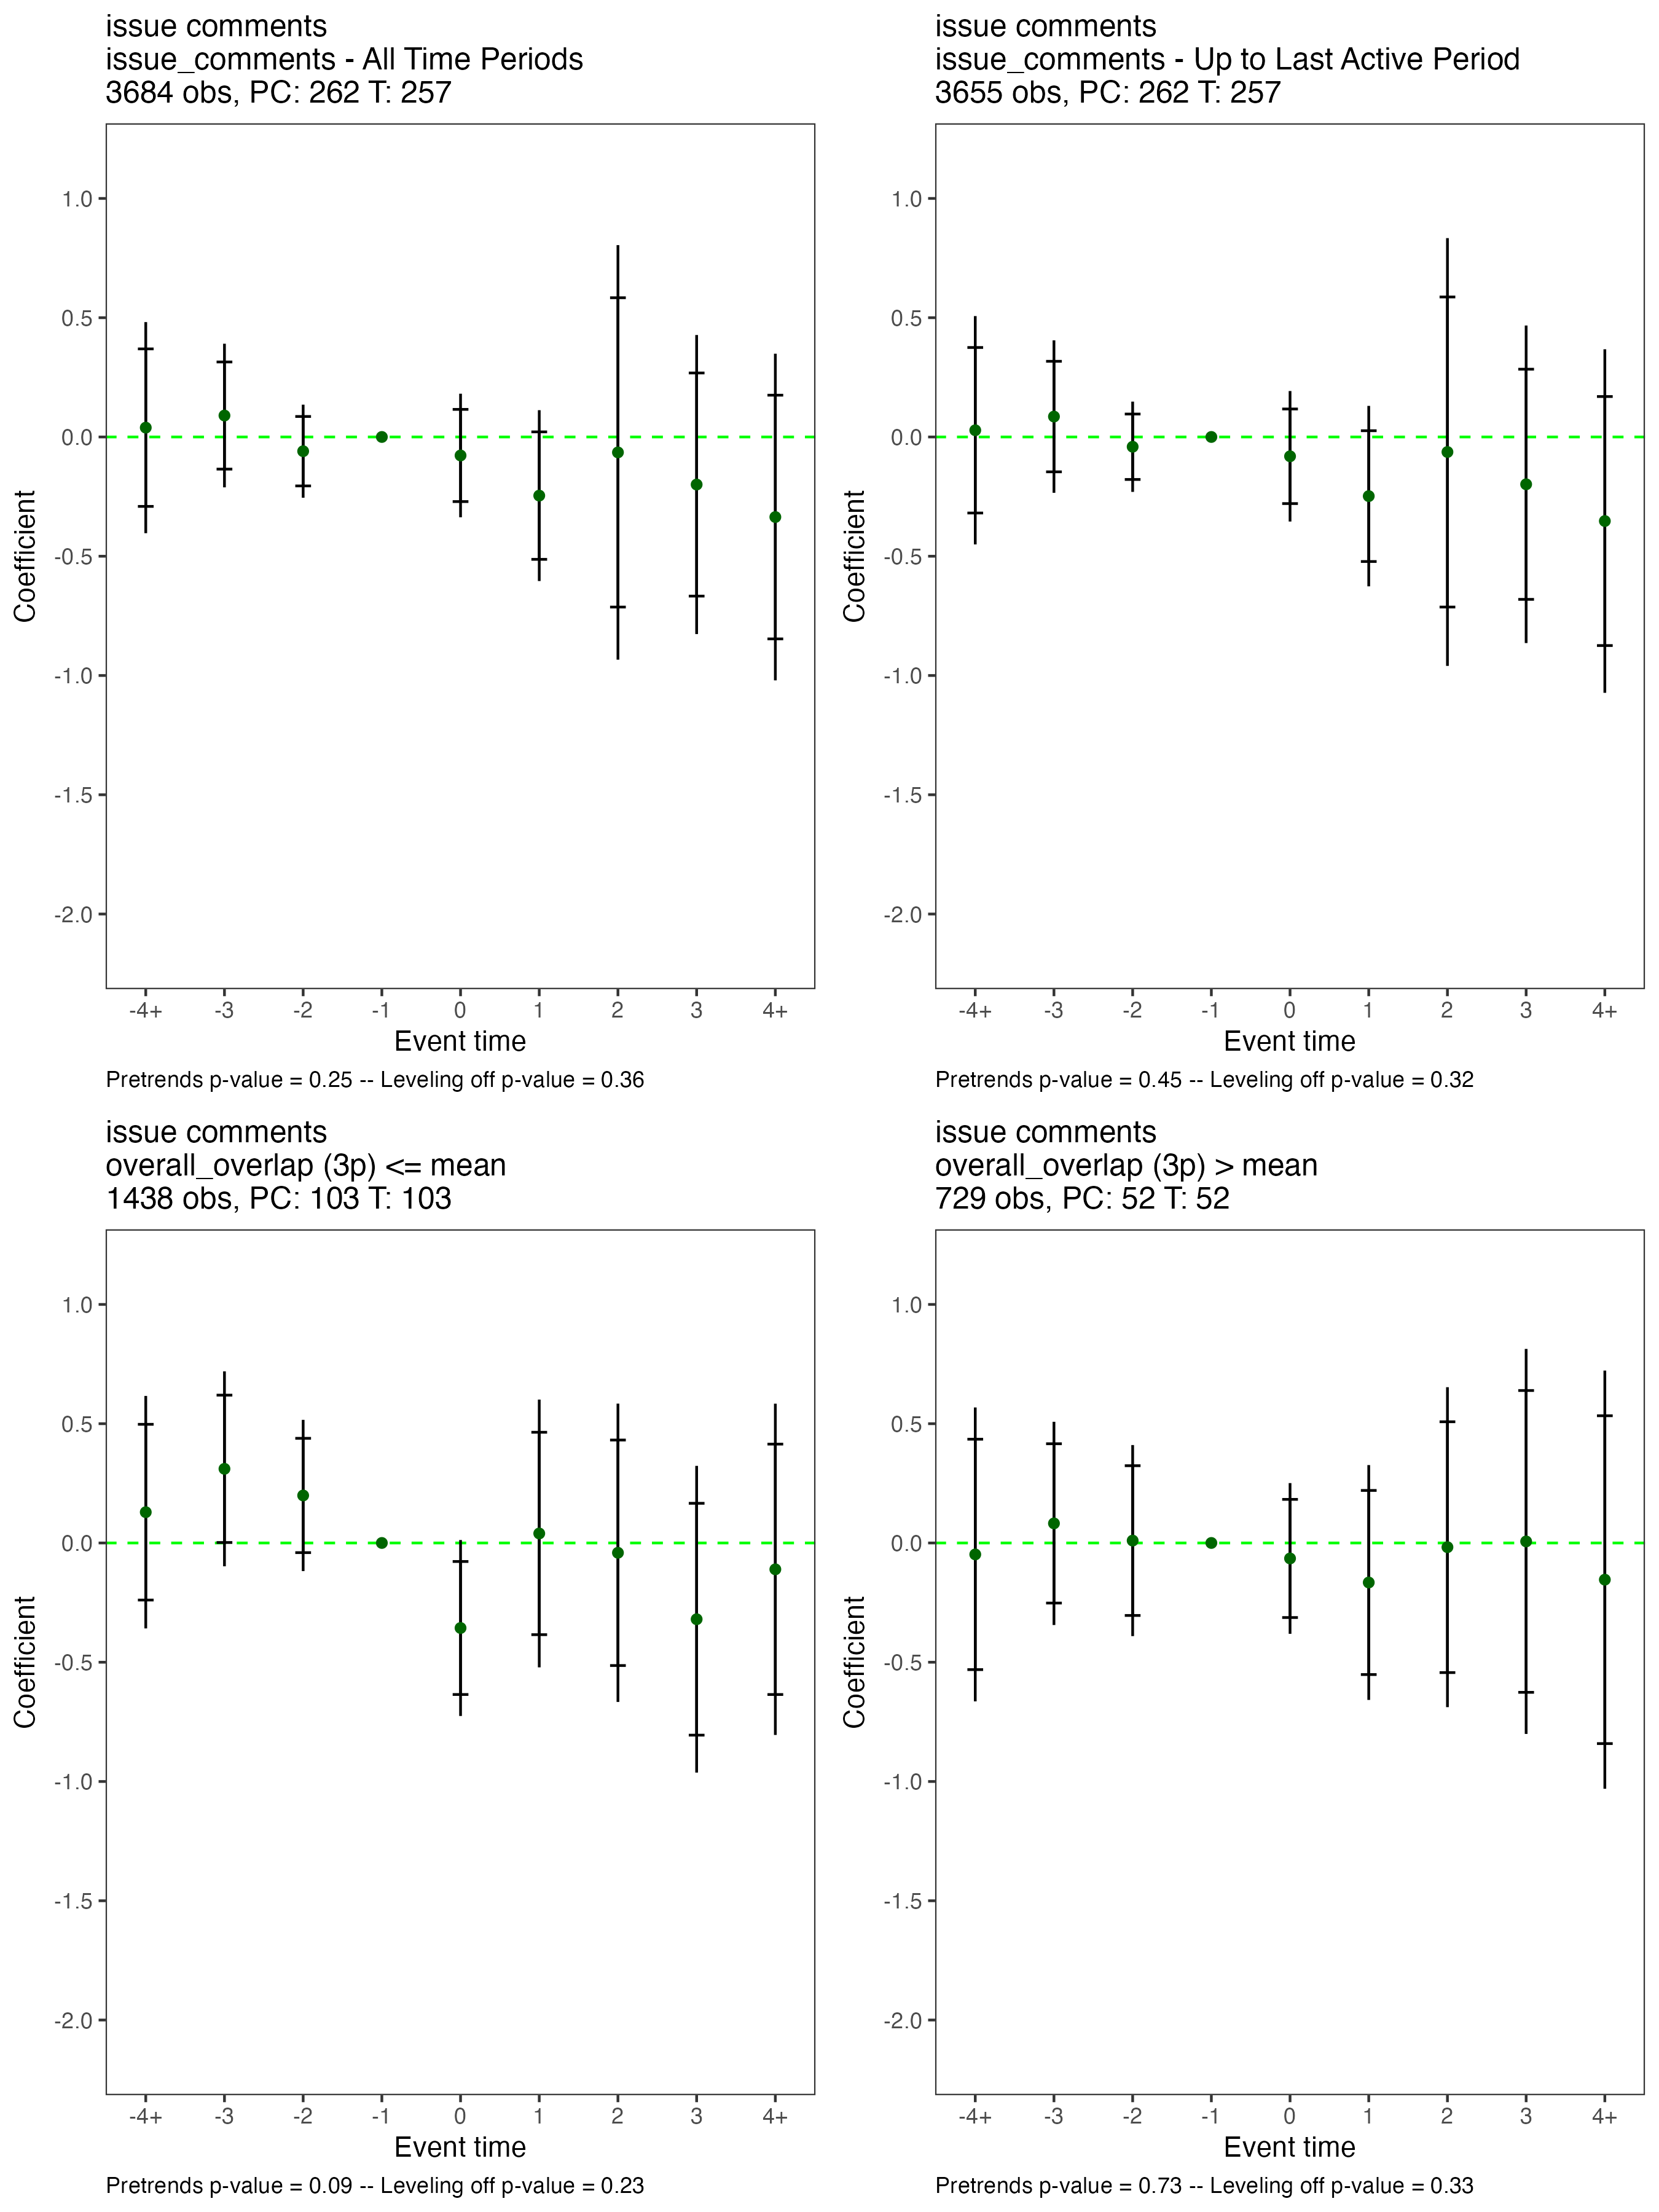 issue comments
issue_comments - All Time Periods
3684 obs, PC: 262 T: 257
1.0
0.5
0.0
-0.5
-1.0
-1.5
-2.0
Coefficient
-4+ -3 -2 -1 0 1 2 3 4+
Event time
Pretrends p-value = 0.25 -- Leveling off p-value = 0.36
issue comments
issue_comments - Up to Last Active Period
3655 obs, PC: 262 T: 257
1.0
0.5
0.0
-0.5
-1.0
-1.5
-2.0
Coefficient
-4+ -3 -2 -1 0 1 2 3 4+
Event time
Pretrends p-value = 0.45 -- Leveling off p-value = 0.32
issue comments
overall_overlap (3p) <= mean
1438 obs, PC: 103 T: 103
1.0
0.5
0.0
-0.5
-1.0
-1.5
-2.0
Coefficient
-4+ -3 -2 -1 0 1 2 3 4+
Event time
Pretrends p-value = 0.09 -- Leveling off p-value = 0.23
issue comments
overall_overlap (3p) > mean
729 obs, PC: 52 T: 52
1.0
0.5
0.0
-0.5
-1.0
-1.5
-2.0
Coefficient
-4+ -3 -2 -1 0 1 2 3 4+
Event time
Pretrends p-value = 0.73 -- Leveling off p-value = 0.33